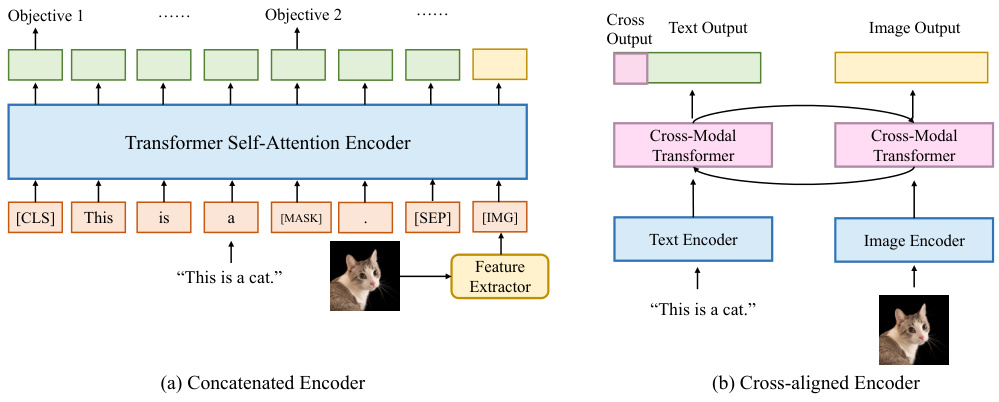 Objective 1
······
Objective 2
······
Transformer Self-Attention Encoder
[CLS]
This
is
a
[MASK]
.
[SEP]
[IMG]
“This is a cat.”
Feature
Extractor
(a) Concatenated Encoder
Cross
Output
Text Output
Image Output
Cross-Modal
Transformer
Cross-Modal
Transformer
Text Encoder
Image Encoder
“This is a cat.”
(b) Cross-aligned Encoder